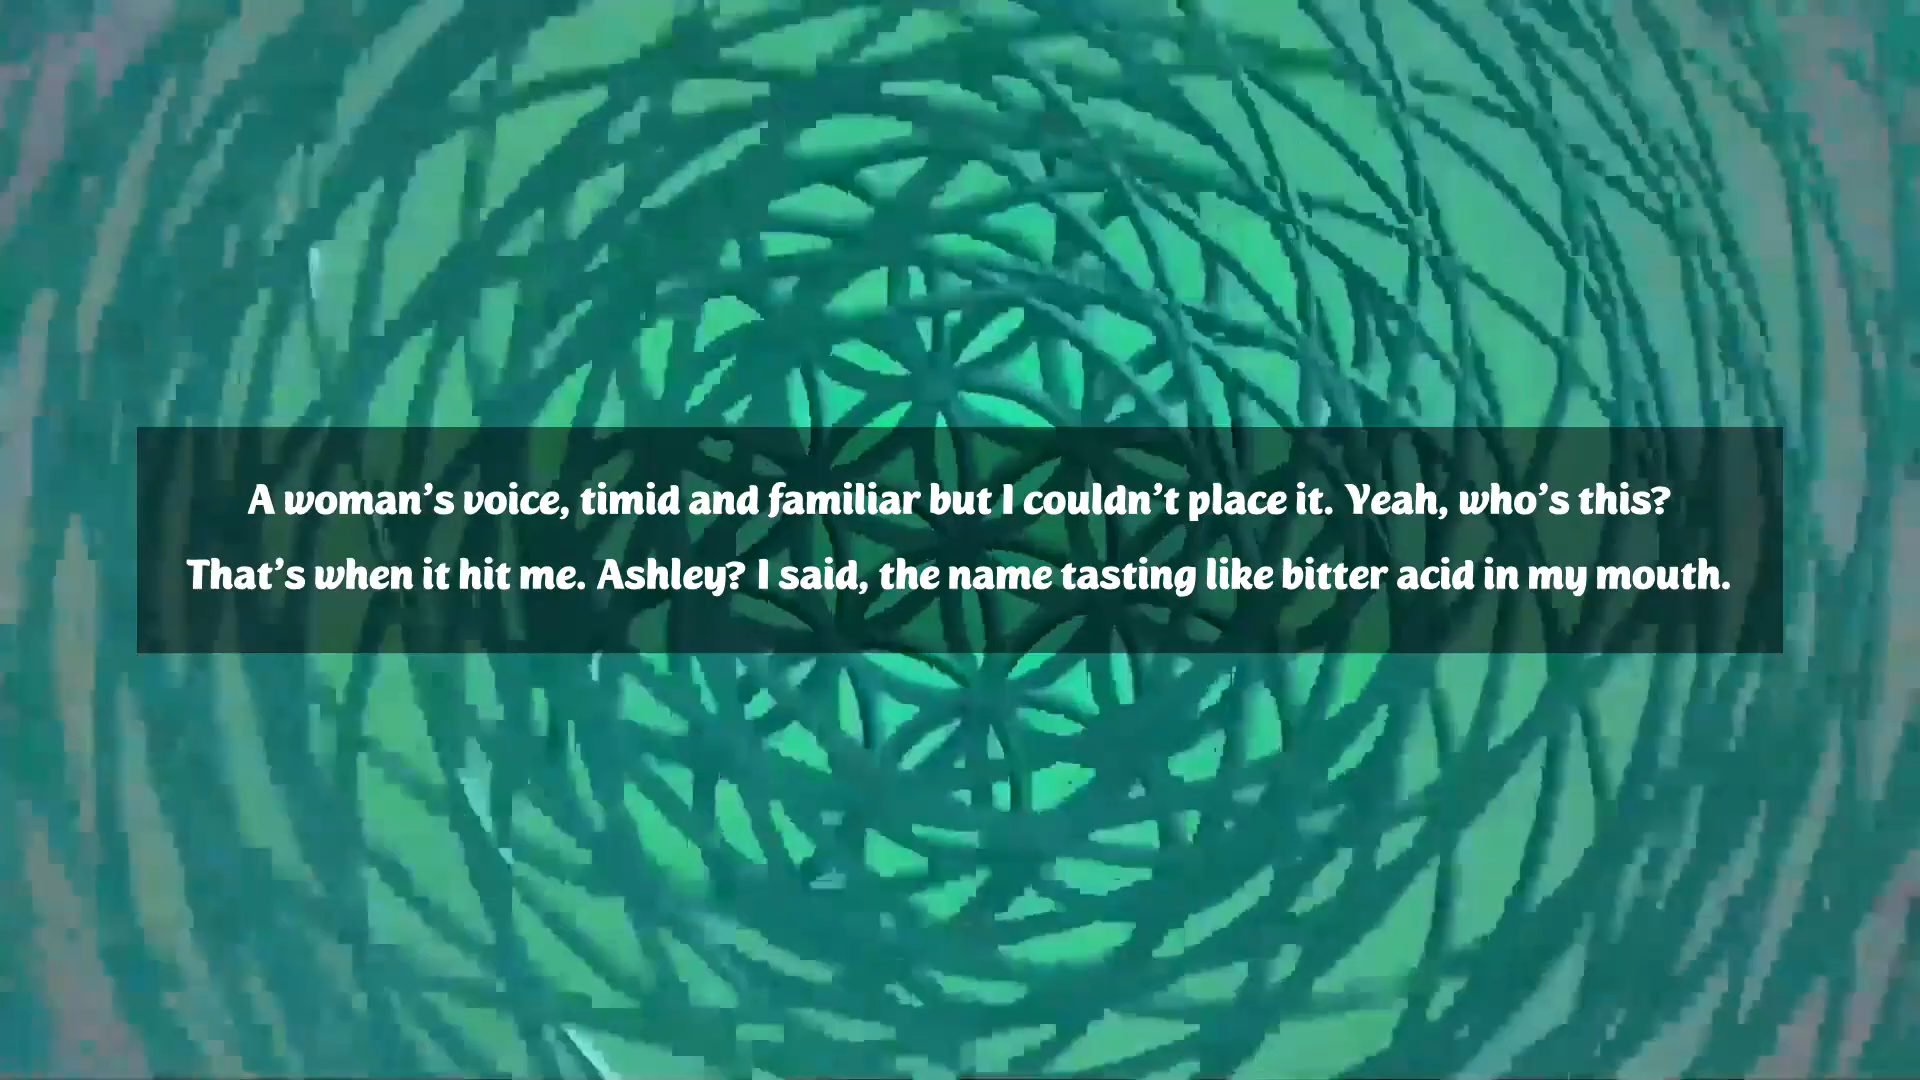 A woman’s voice, timid and familiar but I couldn’t place it. Yeah, who’s this?
That’s when it hit me. Ashley? I said, the name tasting like bitter acid in my mouth.